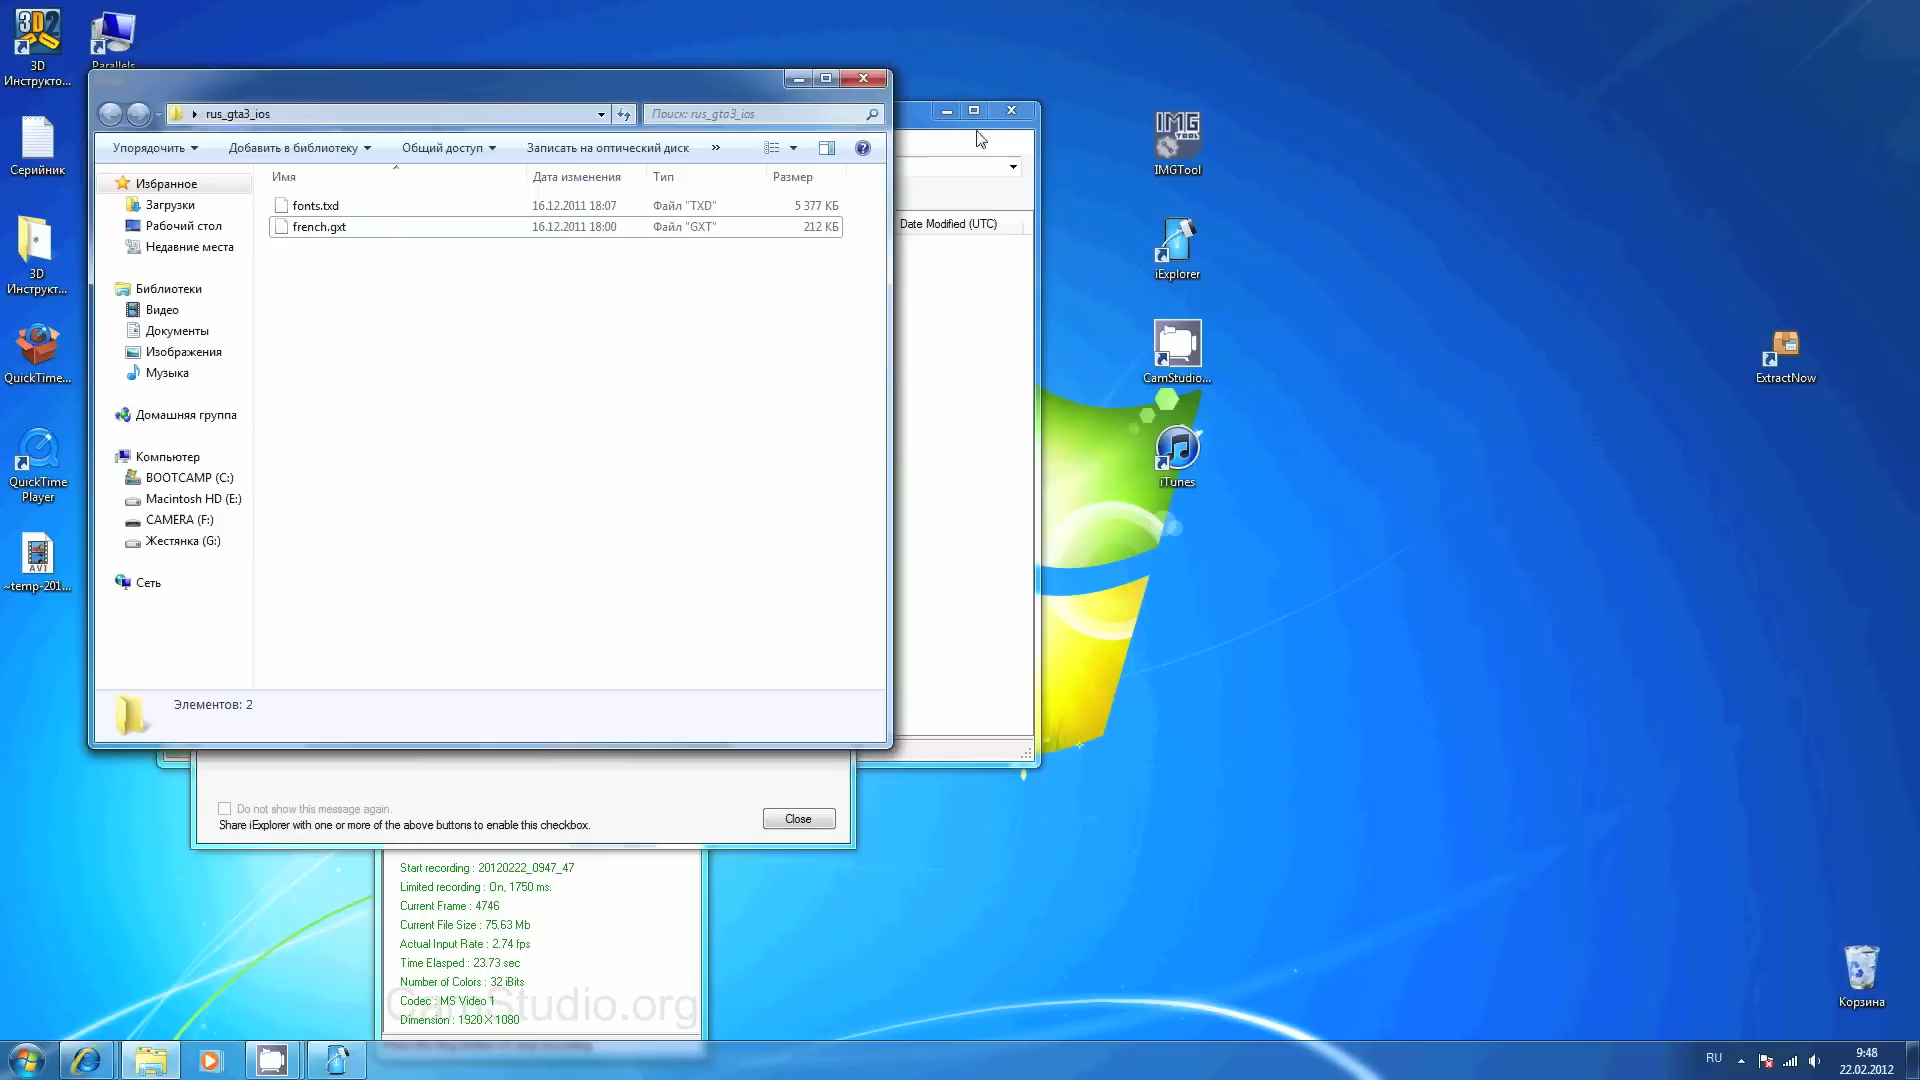 3D
Инструкто...
Parallels
Серийник
3D
Инструкт...
QuickTime...
QuickTime
Player
AVI
~temp-201...
rus_gta3_ios
Поиск: rus_gta3_ios
Упорядочить
Добавить в библиотеку
Общий доступ
Записать на оптический диск
»
Имя
Дата изменения
Тип
Размер
fonts.txd
16.12.2011 18:07
Файл "TXD"
5 377 КБ
french.gxt
16.12.2011 18:00
Файл "GXT"
212 КБ
Избранное
Загрузки
Рабочий стол
Недавние места
Библиотеки
Видео
Документы
Изображения
Музыка
Домашняя группа
Компьютер
BOOTCAMP (C:)
Macintosh HD (E:)
CAMERA (F:)
Жестянка (G:)
Сеть
Элементов: 2
Date Modified (UTC)
Do not show this message again.
Share iExplorer with one or more of the above buttons to enable this checkbox.
Close
Start recording : 20120222_0947_47
Limited recording : On, 1750 ms.
Current Frame : 4746
Current File Size : 75.63 Mb
Actual Input Rate : 2.74 fps
Time Elasped : 23.73 sec
Number of Colors : 32 iBits
Codec : MS Video 1
Dimension : 1920 X 1080
CamStudio.org
IMG
TOOL
IMGTool
iExplorer
CamStudio...
iTunes
ExtractNow
Корзина
RU
9:48
22.02.2012